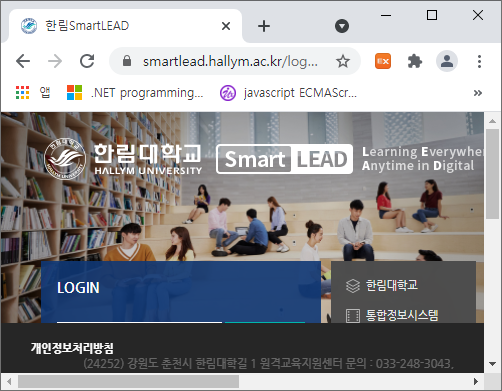 한림SmartLEAD
smartlead.hallym.ac.kr/log...
앱
.NET programming...
javascript ECMAScr...
한림대학교
HALLYM UNIVERSITY
Smart LEAD
Learning Everywhere
Anytime in Digital
LOGIN
한림대학교
통합정보시스템
개인정보처리방침
(24252) 강원도 춘천시 한림대학길 1 원격교육지원센터 문의 : 033-248-3043,